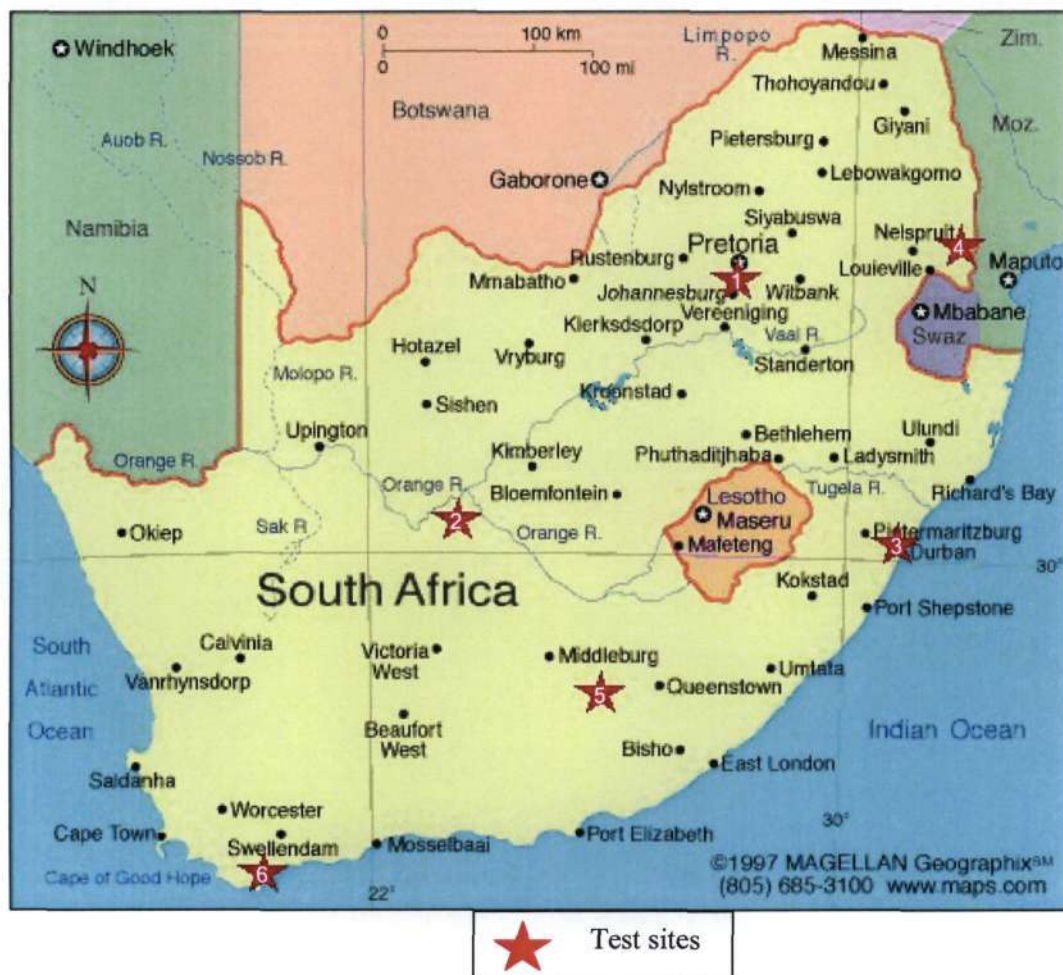 Windhoek
0
100 km
0
100 mi
Limpopo
R.
Messina
Zim.
Thohoyandou
Botswana
Giyani
Moz.
Auob R.
Nossob R.
Pietersburg
Gaborone
Lebowakgomo
Nylstroom
Siyabuswa
Namibia
Pretoria
Nelspruit
4
Rustenburg
Louieville
Maputo
Mmabatho
1
Johannesburg
Witbank
N
Vereeniging
Mbabane
Klerksdsdorp
Vaal R.
Swaz.
Hotazel
Vryburg
Standerton
Molopo R.
Kroonstad
Sishen
Upington
Kimberley
Bethlehem
Ulundi
Orange R.
Phuthaditjhaba
Ladysmith
Orange R.
Bloemfontein
Lesotho
Tugela R.
Richard's Bay
Sak R
2
Orange R.
Maseru
Okiep
Mafeteng
Pietermaritzburg
3
Durban
30°
South Africa
Kokstad
Port Shepstone
South
Atlantic
Ocean
Calvinia
Vanrhynsdorp
Victoria
West
Middleburg
Umtata
5
Queenstown
Beaufort
West
Indian Ocean
Bisho
East London
Saldanha
Worcester
Cape Town
Swellendam
Mosselbaai
Port Elizabeth
30°
Cape of Good Hope
6
22°
©1997 MAGELLAN Geographix℠
(805) 685-3100 www.maps.com
Test sites